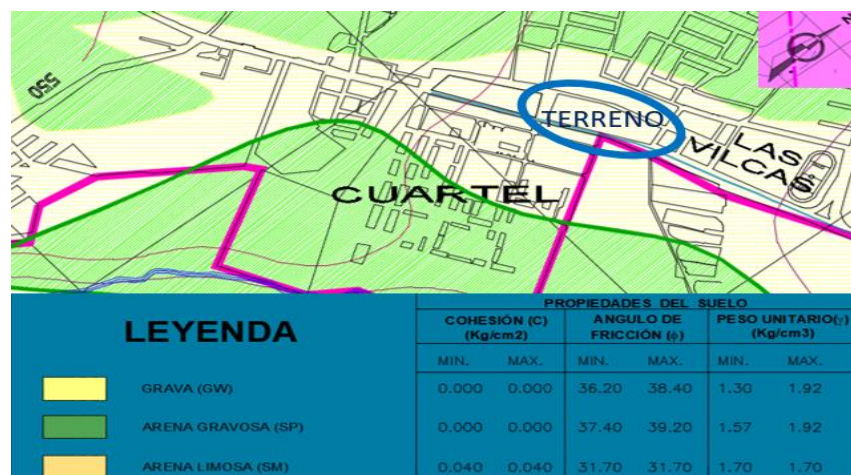 550
TERRENO
LAS
VILCAS
CUARTEL
N
LEYENDA
PROPIEDADES DEL SUELO
COHESIÓN (C)
(Kg/cm2)
ANGULO DE
FRICCIÓN (ϕ)
PESO UNITARIO(γ)
(Kg/cm3)
MIN. MAX. MIN. MAX. MIN. MAX.
GRAVA (GW) 0.000 0.000 36.20 38.40 1.30 1.92
ARENA GRAVOSA (SP) 0.000 0.000 37.40 39.20 1.57 1.92
ARENA LIMOSA (SM) 0.040 0.040 31.70 31.70 1.70 1.70